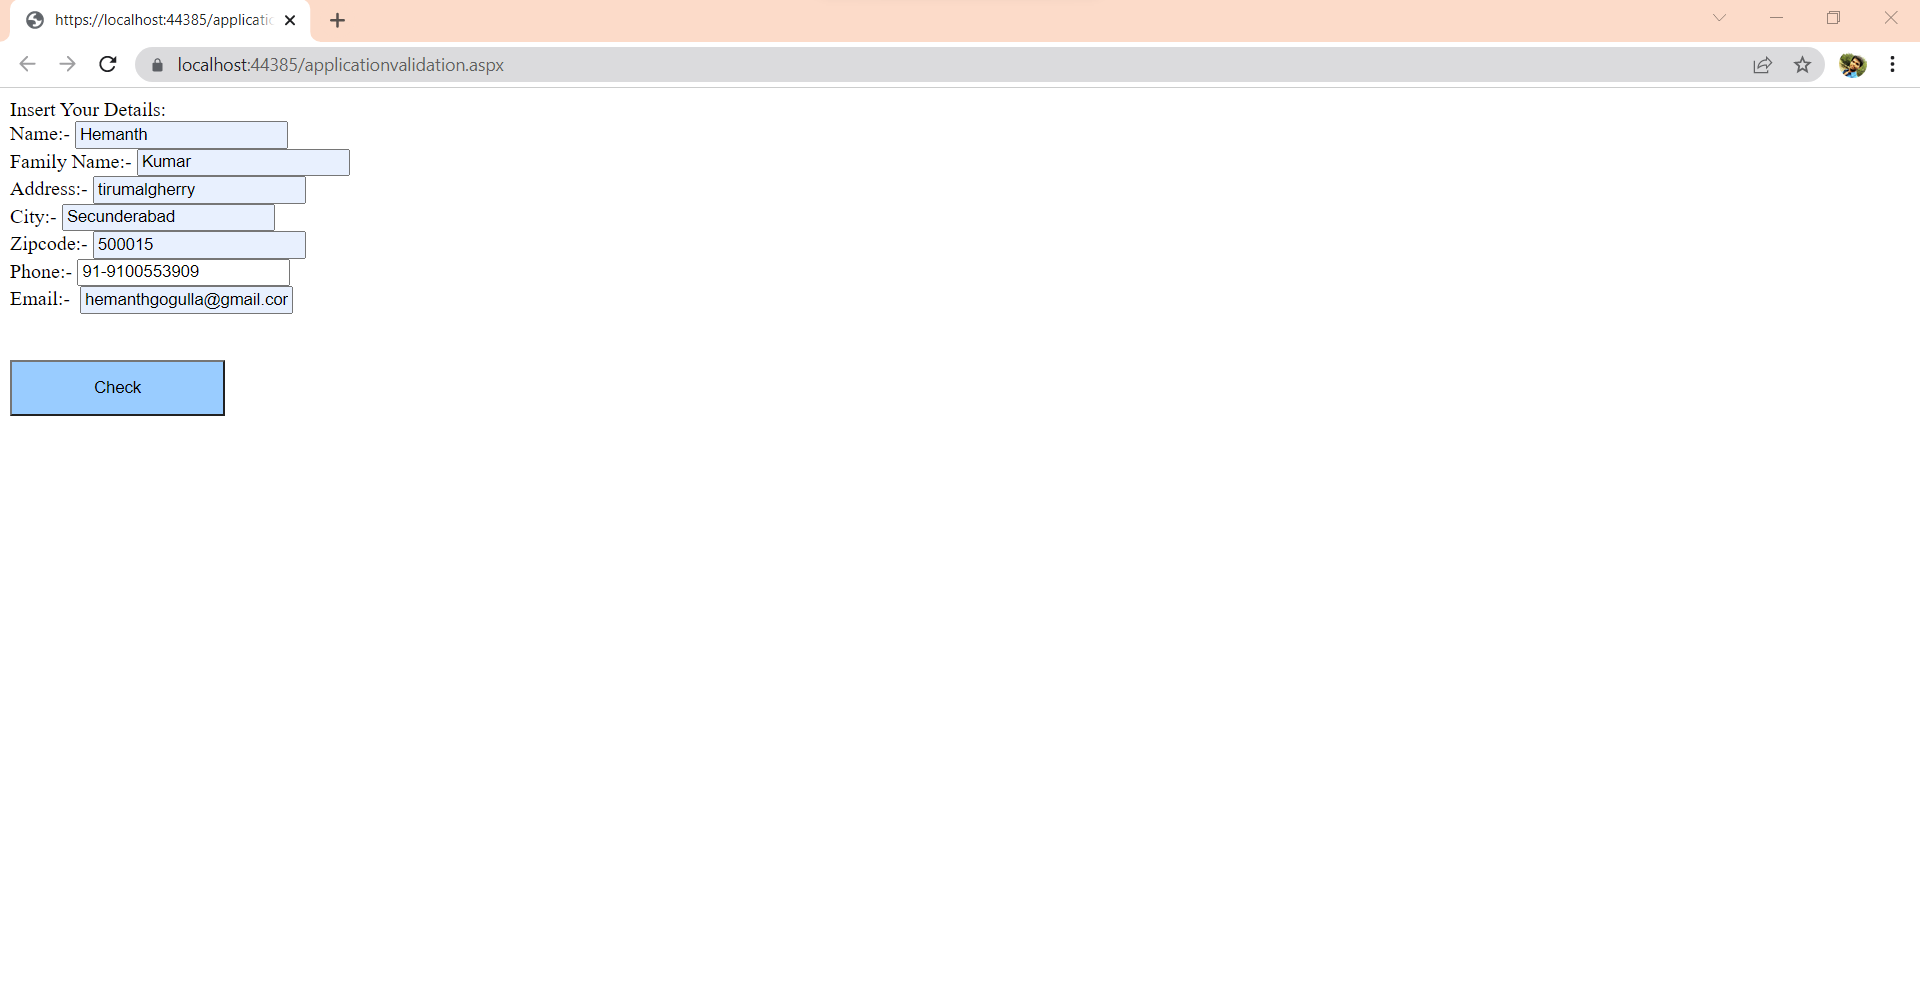 https://localhost:44385/applicatio
localhost:44385/applicationvalidation.aspx
Insert Your Details:
Name:- Hemanth
Family Name:- Kumar
Address:- tirumalgherry
City:- Secunderabad
Zipcode:- 500015
Phone:- 91-9100553909
Email:- hemanthgogulla@gmail.cor
Check